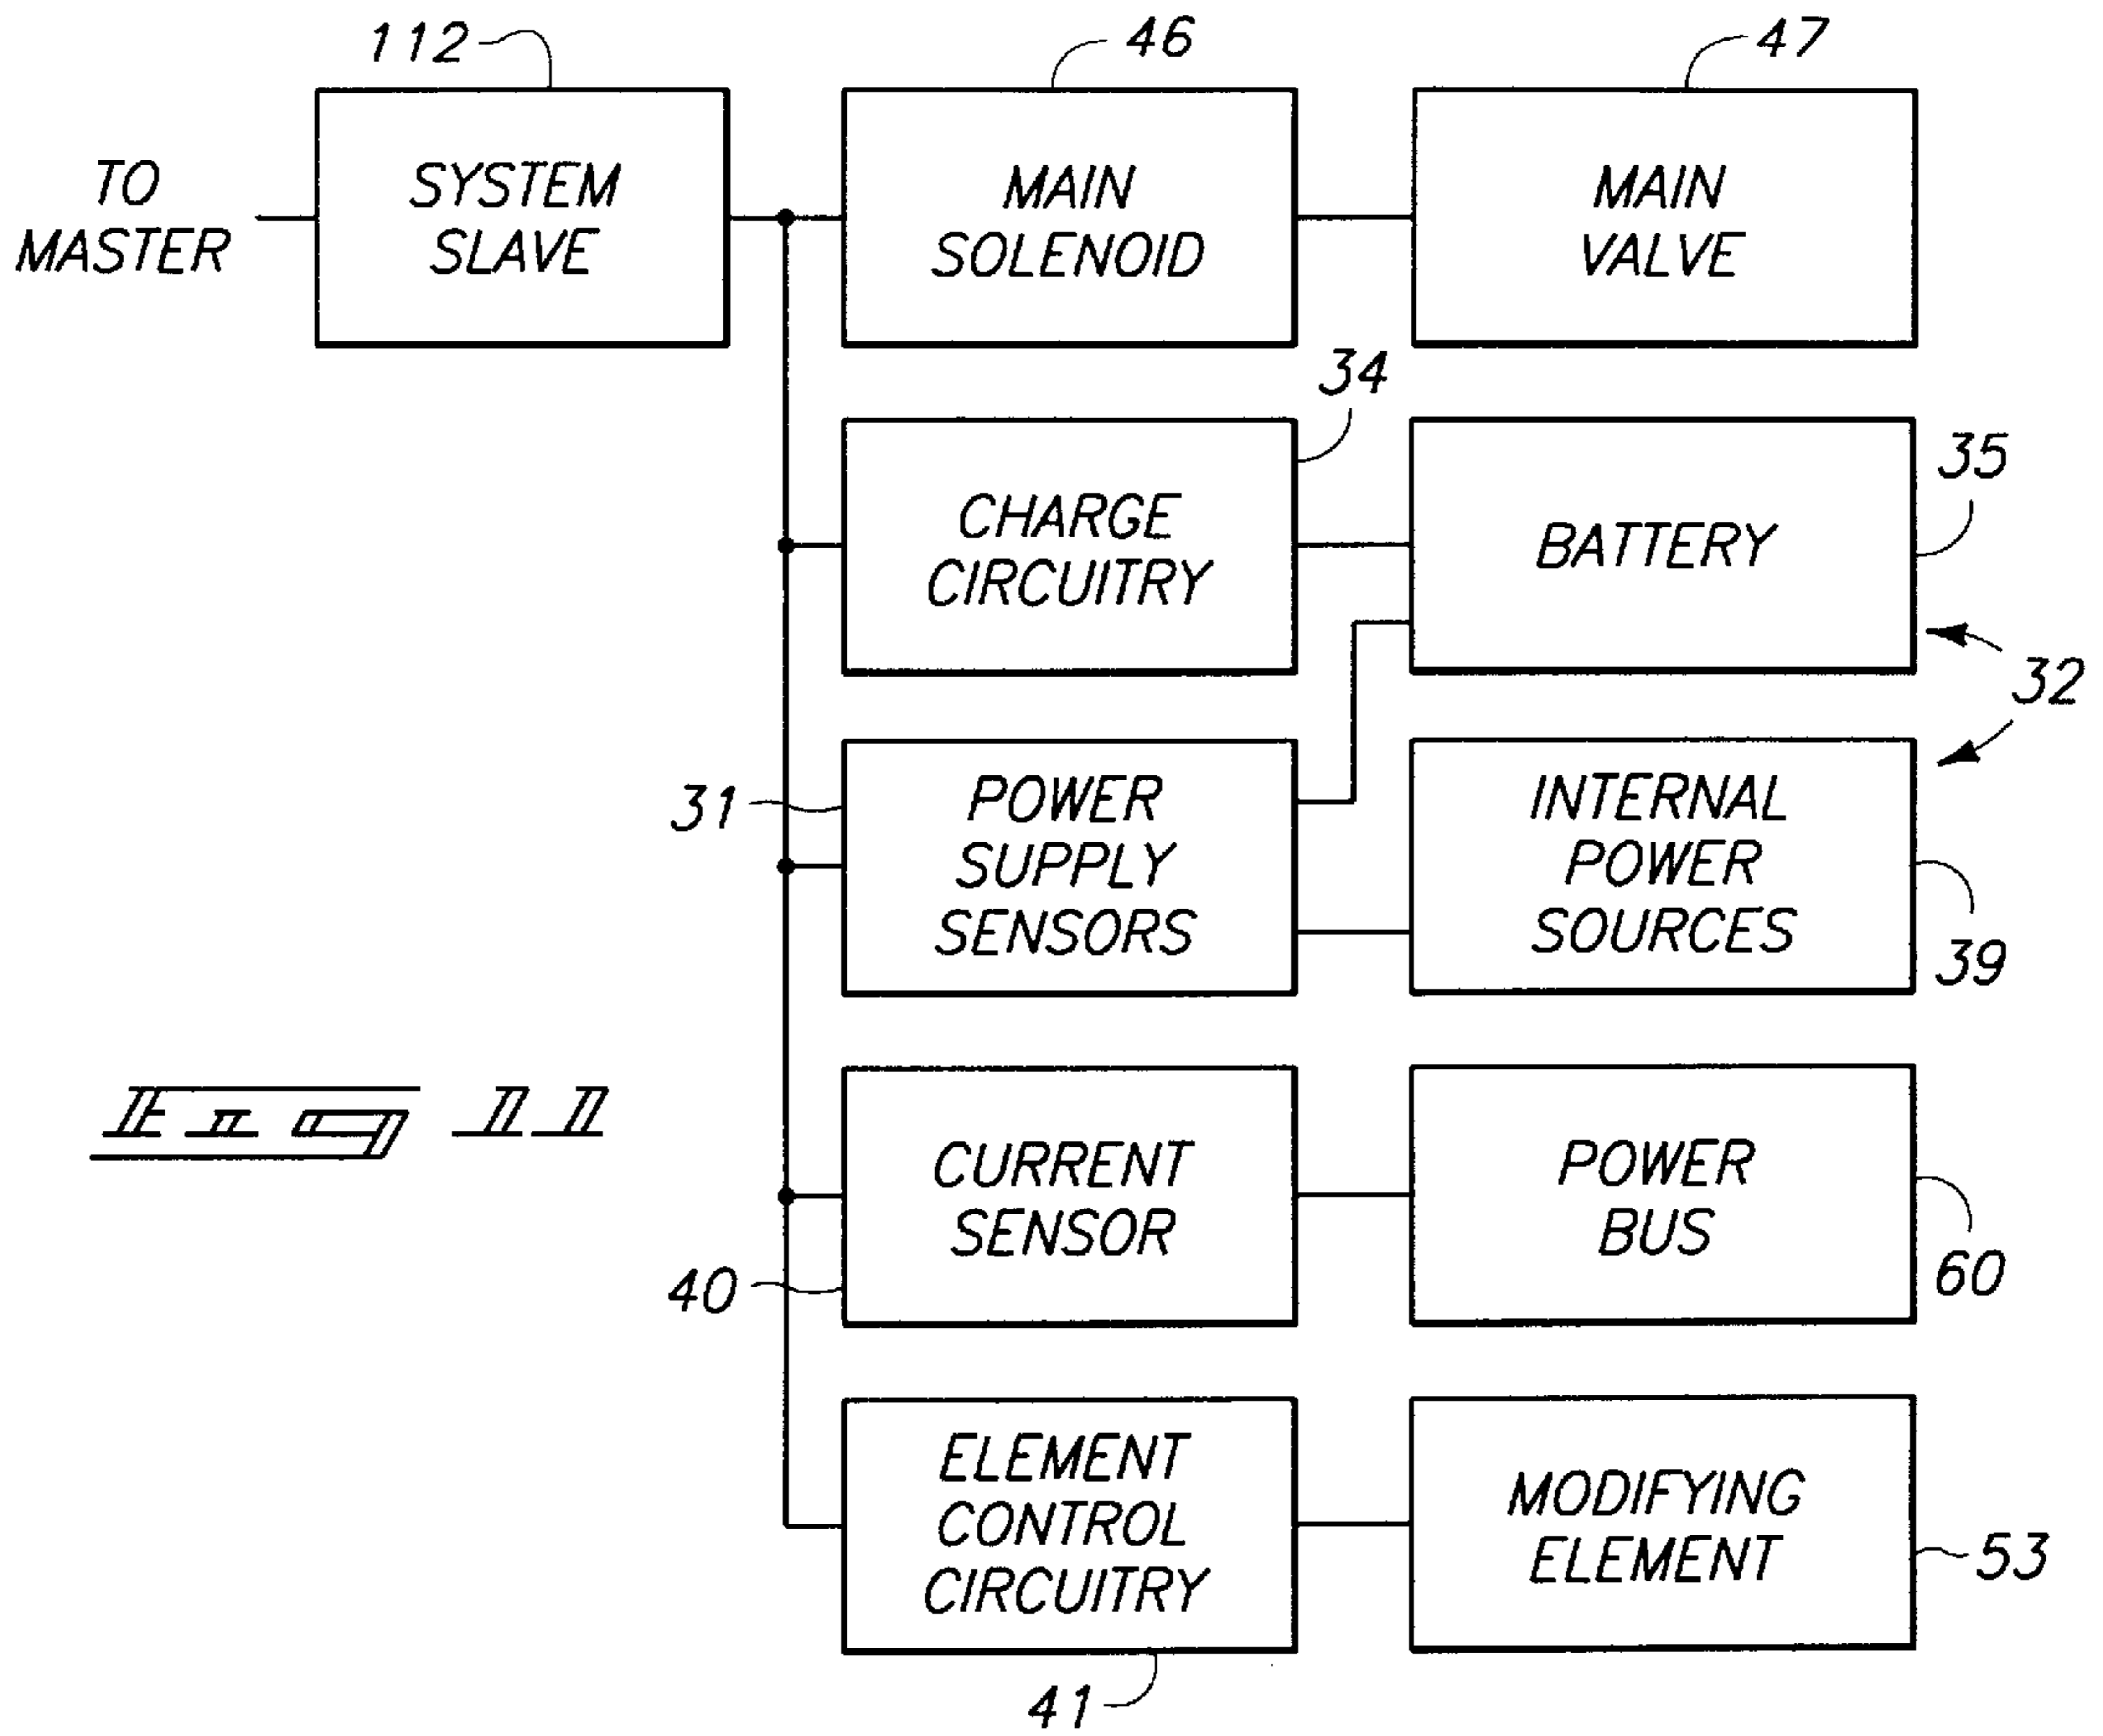 112
46
47
TO
MASTER
SYSTEM
SLAVE
MAIN
SOLENOID
MAIN
VALVE
34
CHARGE
CIRCUITRY
BATTERY
35
32
31
POWER
SUPPLY
SENSORS
INTERNAL
POWER
SOURCES
39
Fig 11
CURRENT
SENSOR
40
POWER
BUS
60
ELEMENT
CONTROL
CIRCUITRY
41
MODIFYING
ELEMENT
53